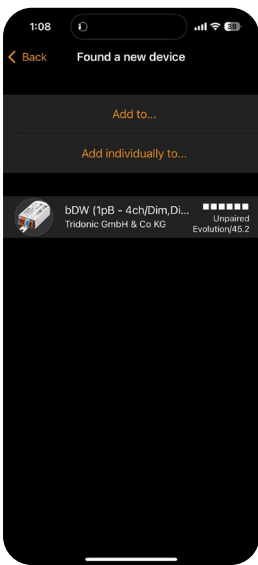 1:08
39
Back
Found a new device
Add to...
Add individually to...
bDW (1pB - 4ch/Dim,Di...
Tridonic GmbH & Co KG
Unpaired
Evolution/45.2